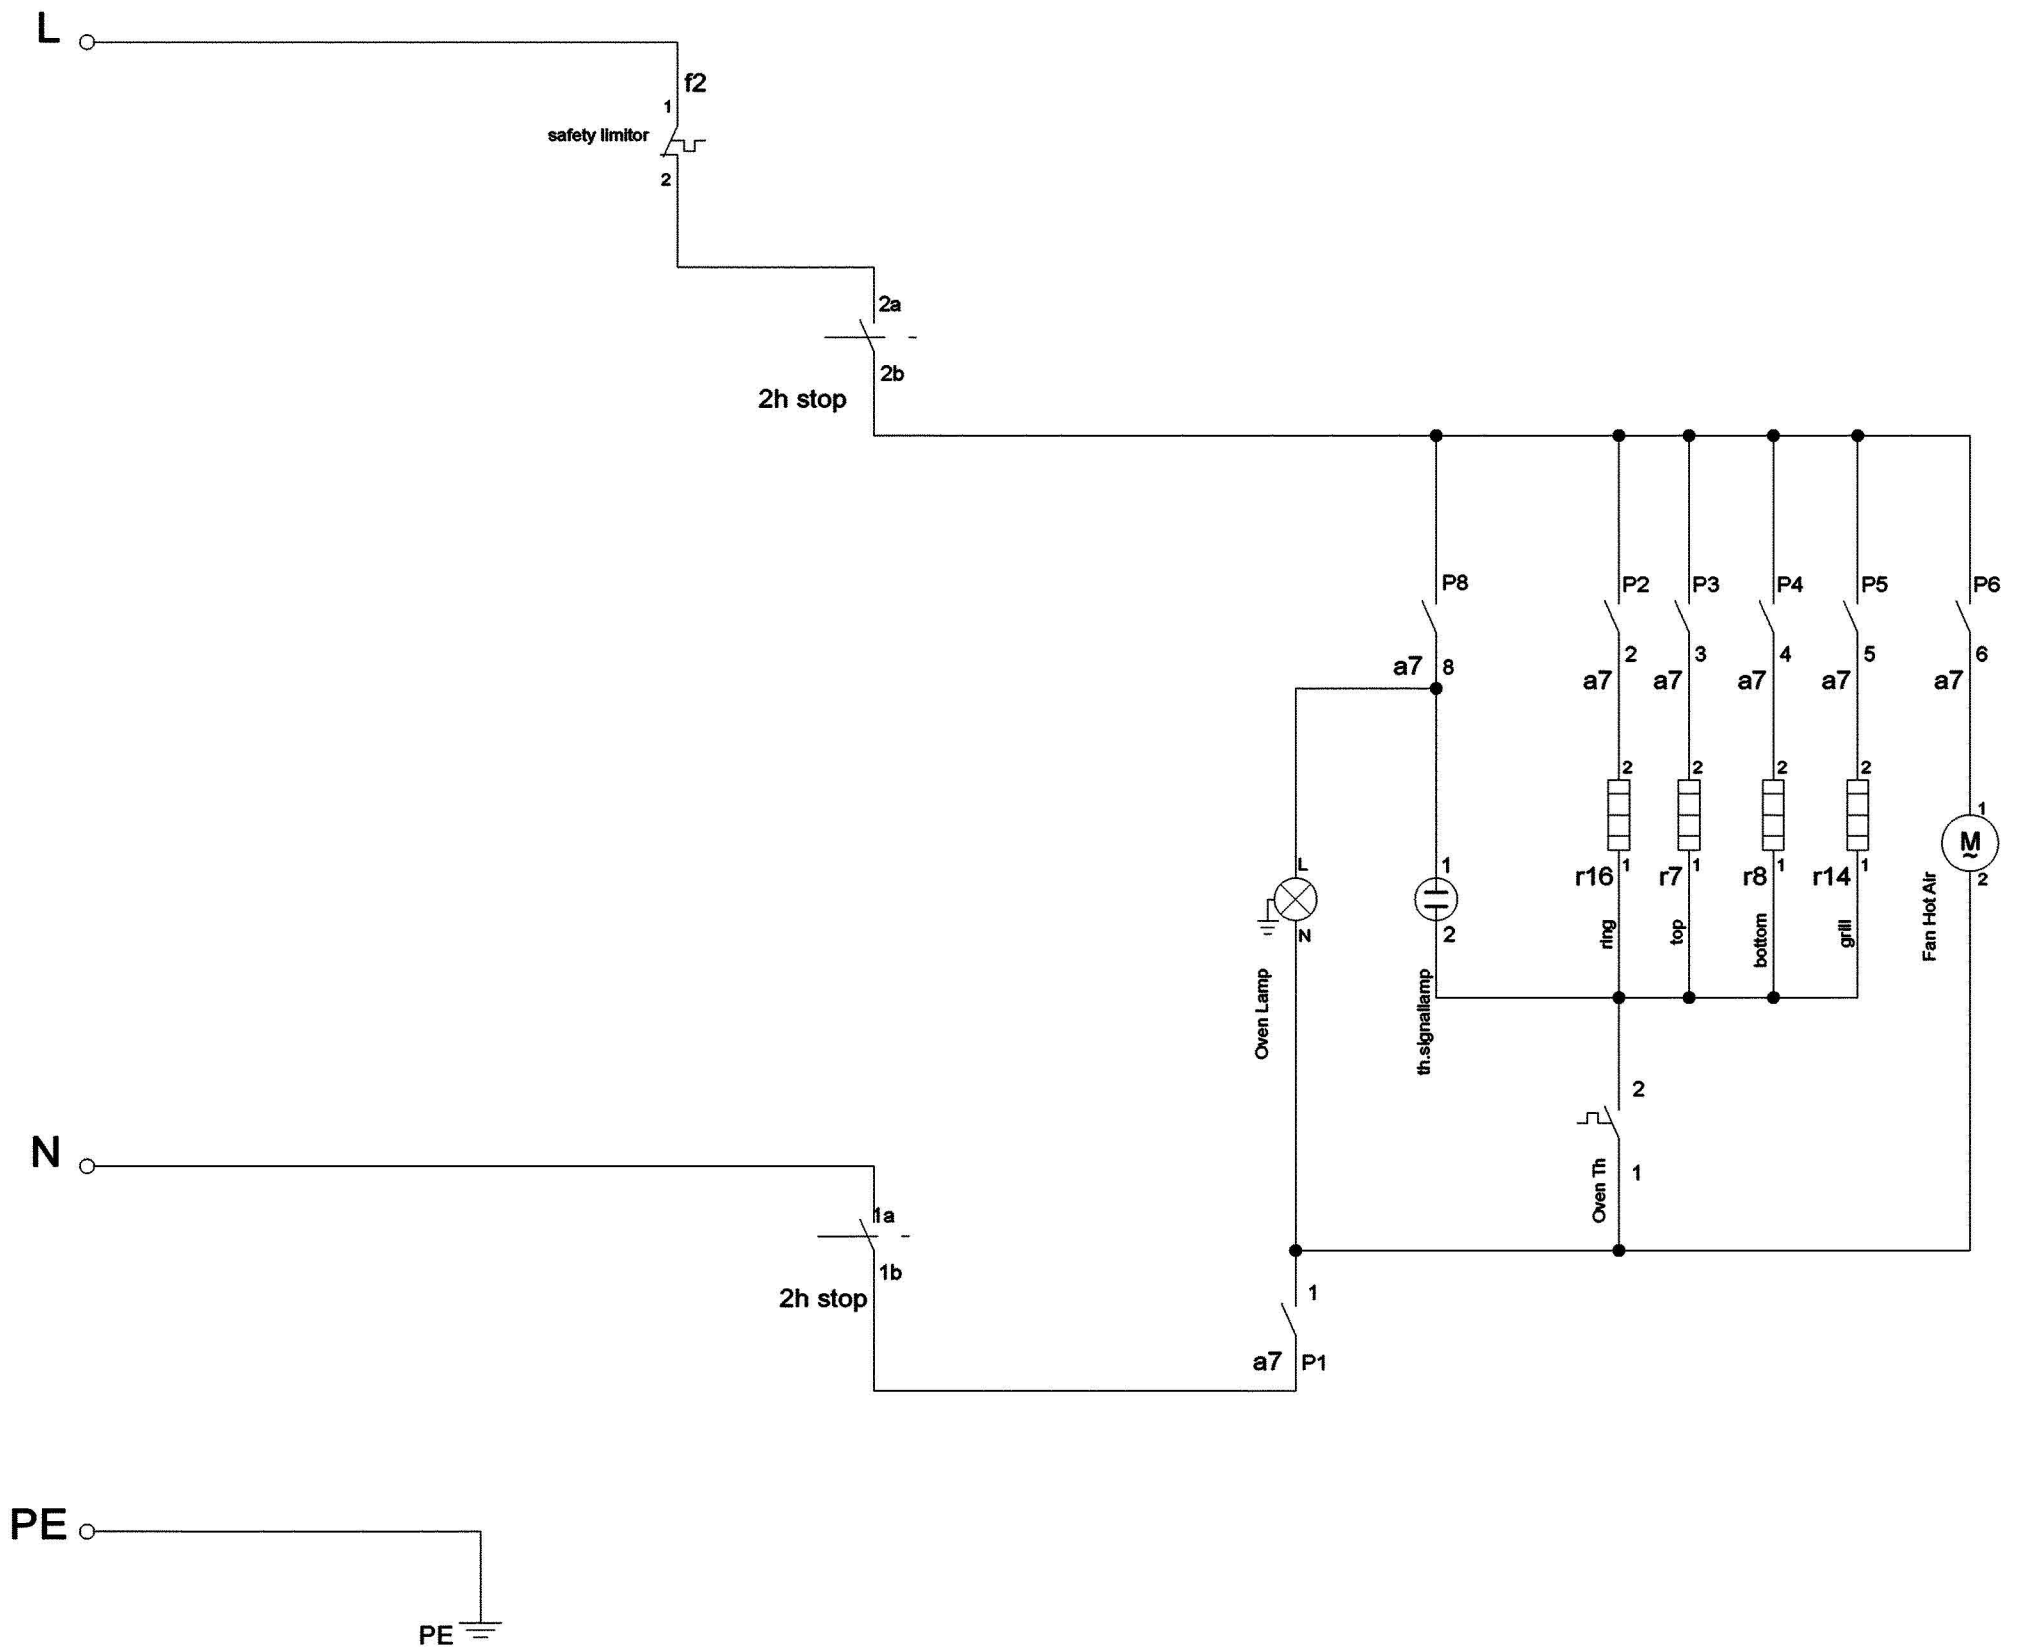 L
f2
1
safety limitor
2
2a
2b
2h stop
P8
P2
P3
P4
P5
P6
a7
8
2
3
4
5
6
a7
a7
a7
a7
a7
2
2
2
2
1
M
~
2
L
N
1
2
r16
1
r7
1
r8
1
r14
1
ring
top
bottom
grill
Fan Hot Air
Oven Lamp
th.signallamp
2
Oven Th
1
N
1a
1b
2h stop
1
a7
P1
PE
PE